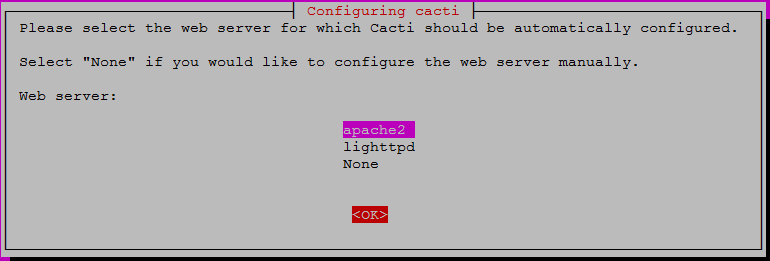 Configuring cacti
Please select the web server for which Cacti should be automatically configured.
Select "None" if you would like to configure the web server manually.
Web server:
apache2
lighttpd
None
<OK>